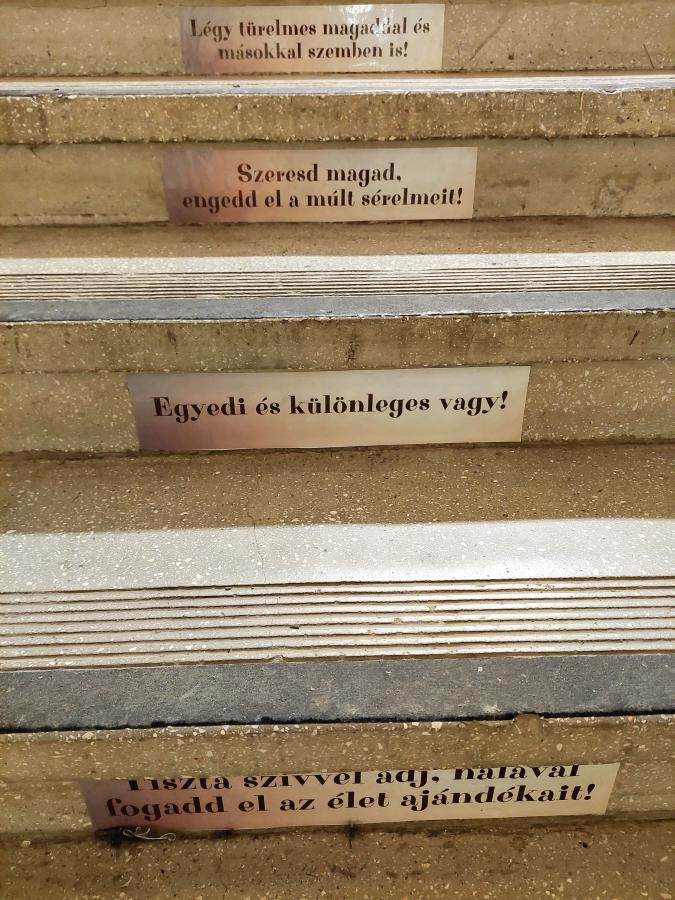 Légy türelmes magaddal és
másokkal szemben is!
Szeresd magad,
engedd el a múlt sérelmeit!
Egyedi és különleges vagy!
Tiszta szívvel adj, hálával
fogadd el az élet ajándékait!